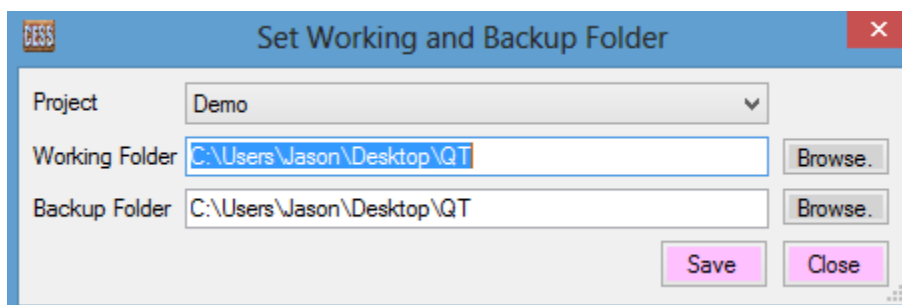 CESS Set Working and Backup Folder x
Project Demo
Working Folder C:\Users\Jason\Desktop\QT Browse.
Backup Folder C:\Users\Jason\Desktop\QT Browse.
Save Close